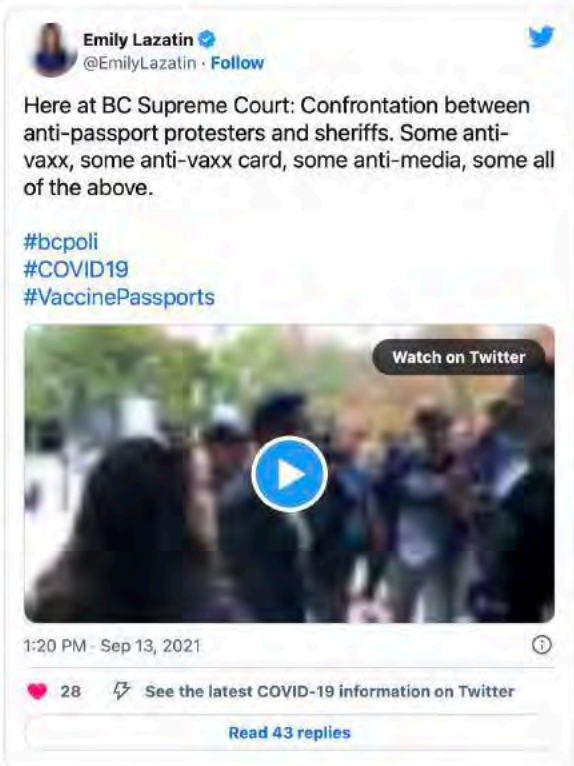 Emily Lazatin
@EmilyLazatin · Follow
Here at BC Supreme Court: Confrontation between
anti-passport protesters and sheriffs. Some anti-
vaxx, some anti-vaxx card, some anti-media, some all
of the above.
#bcpoli
#COVID19
#VaccinePassports
Watch on Twitter
1:20 PM · Sep 13, 2021
28 See the latest COVID-19 information on Twitter
Read 43 replies